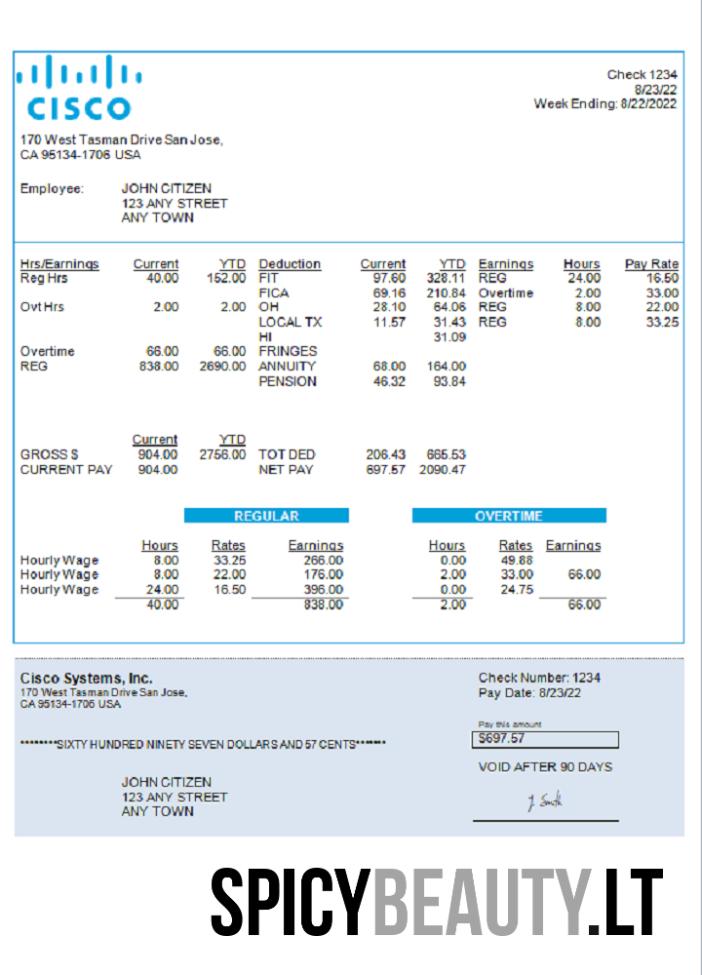 CISCO
Check 1234
8/23/22
Week Ending: 8/22/2022
170 West Tasman Drive San Jose,
CA 95134-1706 USA
Employee: JOHN CITIZEN
123 ANY STREET
ANY TOWN
Hrs/Earnings Current YTD Deduction Current YTD Earnings Hours Pay Rate
Reg Hrs 40.00 152.00 FIT 97.60 328.11 REG 24.00 16.50
FICA 69.16 210.84 Overtime 2.00 33.00
Ovt Hrs 2.00 2.00 OH 28.10 64.06 REG 8.00 22.00
LOCAL TX 11.57 31.43 REG 8.00 33.25
HI 31.09
Overtime 66.00 66.00 FRINGES
REG 838.00 2690.00 ANNUITY 68.00 164.00
PENSION 46.32 93.84
Current YTD
GROSS $ 904.00 2756.00 TOT DED 206.43 665.53
CURRENT PAY 904.00 NET PAY 697.57 2090.47
REGULAR OVERTIME
Hours Rates Earnings Hours Rates Earnings
Hourly Wage 8.00 33.25 266.00 0.00 49.88
Hourly Wage 8.00 22.00 176.00 2.00 33.00 66.00
Hourly Wage 24.00 16.50 396.00 0.00 24.75
40.00 838.00 2.00 66.00
Cisco Systems, Inc.
170 West Tasman Drive San Jose,
CA 95134-1706 USA
Check Number: 1234
Pay Date: 8/23/22
Pay this amount
$697.57
********SIXTY HUNDRED NINETY SEVEN DOLLARS AND 57 CENTS*******
VOID AFTER 90 DAYS
JOHN CITIZEN
123 ANY STREET
ANY TOWN
J. Smith
SPICYBEAUTY.LT